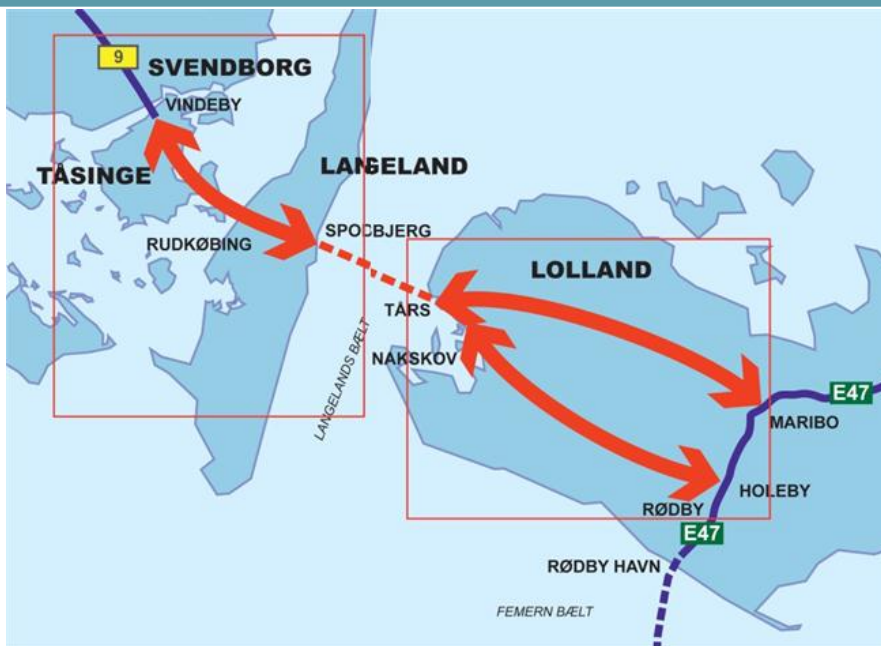 9
SVENDBORG
VINDEBY
TÅSINGE
LANGELAND
RUDKØBING
SPOCBJERG
LOLLAND
TÅRS
NAKSKOV
LANGELANDS BÆLT
E47
MARIBO
HOLEBY
RØDBY
E47
RØDBY HAVN
FEMERN BÆLT